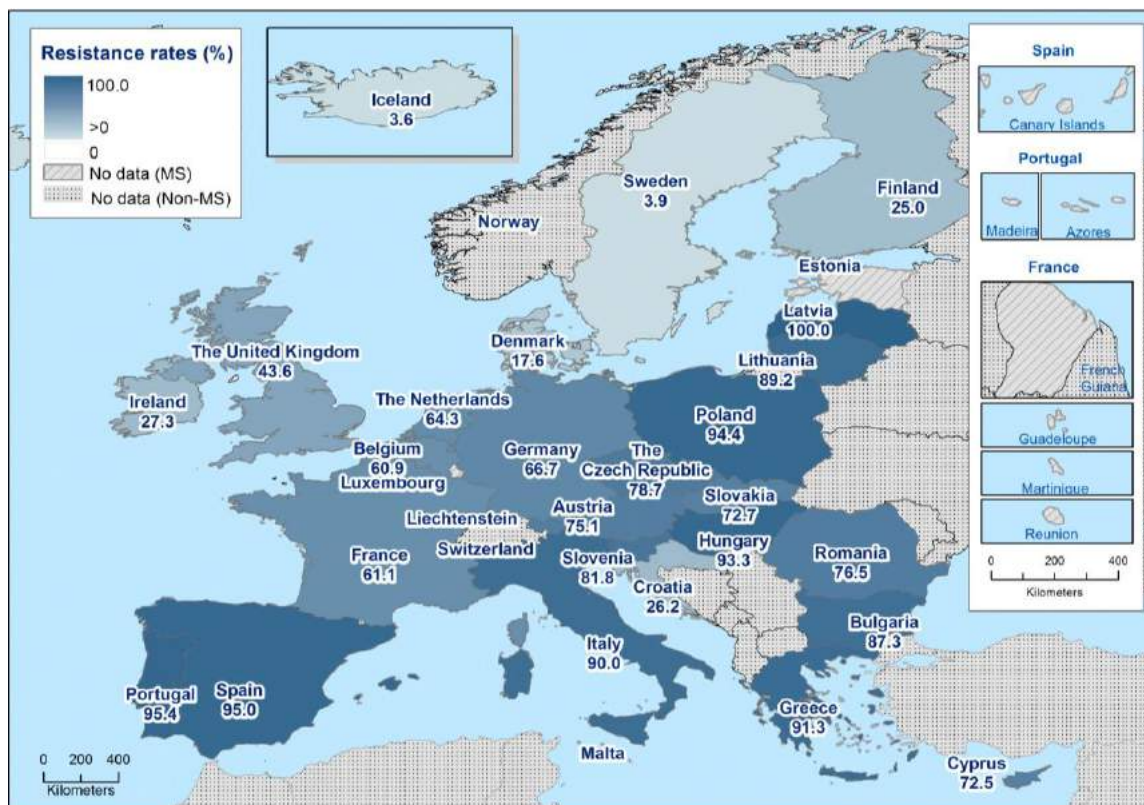 Resistance rates (%)
100.0
>0
0
No data (MS)
No data (Non-MS)
Iceland
3.6
Spain
Canary Islands
Portugal
Madeira
Azores
France
French
Guiana
Guadeloupe
Martinique
Reunion
0 200 400
Kilometers
Norway
Sweden
3.9
Finland
25.0
Estonia
Latvia
100.0
Lithuania
89.2
Denmark
17.6
The United Kingdom
43.6
Ireland
27.3
The Netherlands
64.3
Belgium
60.9
Luxembourg
Germany
66.7
Poland
94.4
The
Czech Republic
78.7
Slovakia
72.7
Austria
75.1
Liechtenstein
Switzerland
France
61.1
Slovenia
81.8
Hungary
93.3
Romania
76.5
Croatia
26.2
Italy
90.0
Bulgaria
87.3
Portugal
95.4
Spain
95.0
Greece
91.3
Malta
Cyprus
72.5
0 200 400
Kilometers